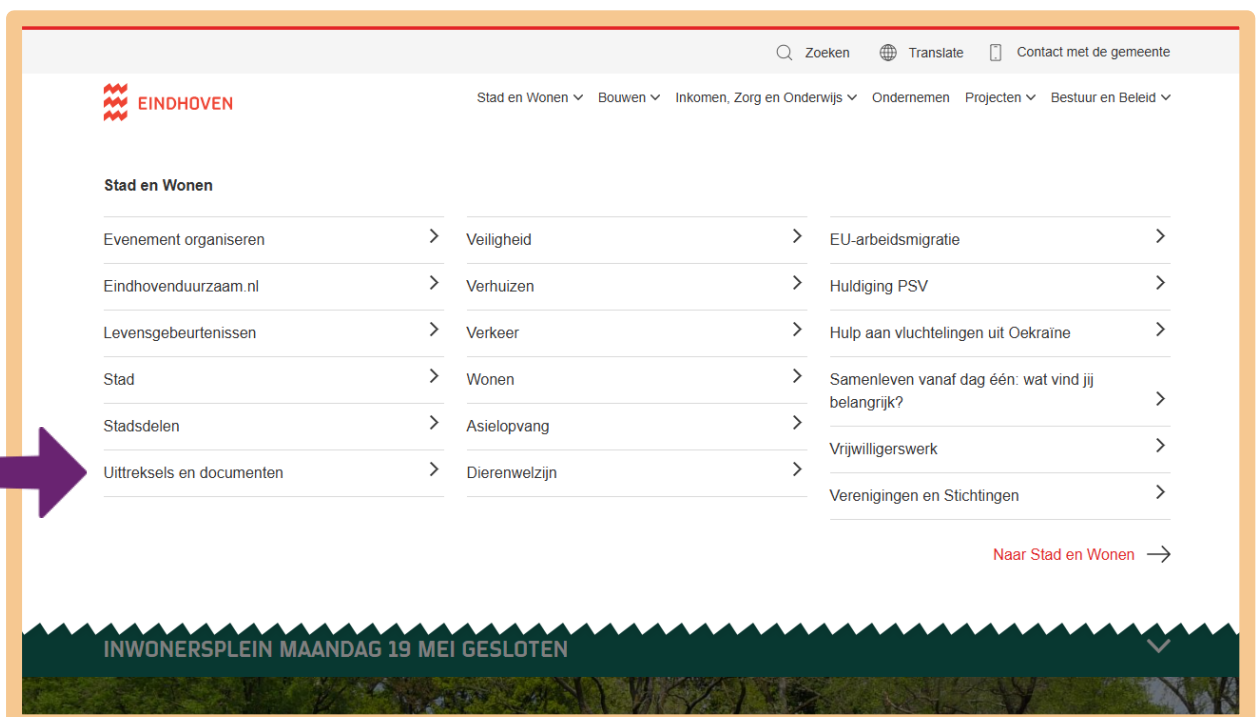 Zoeken Translate Contact met de gemeente
EINDHOVEN
Stad en Wonen Bouwen Inkomen, Zorg en Onderwijs Ondernemen Projecten Bestuur en Beleid
Stad en Wonen
Evenement organiseren
Eindhovenduurzaam.nl
Levensgebeurtenissen
Stad
Stadsdelen
Uittreksels en documenten
Veiligheid
Verhuizen
Verkeer
Wonen
Asielopvang
Dierenwelzijn
EU-arbeidsmigratie
Huldiging PSV
Hulp aan vluchtelingen uit Oekraïne
Samenleven vanaf dag één: wat vind jij
belangrijk?
Vrijwilligerswerk
Verenigingen en Stichtingen
Naar Stad en Wonen
INWONERSPLEIN MAANDAG 19 MEI GESLOTEN